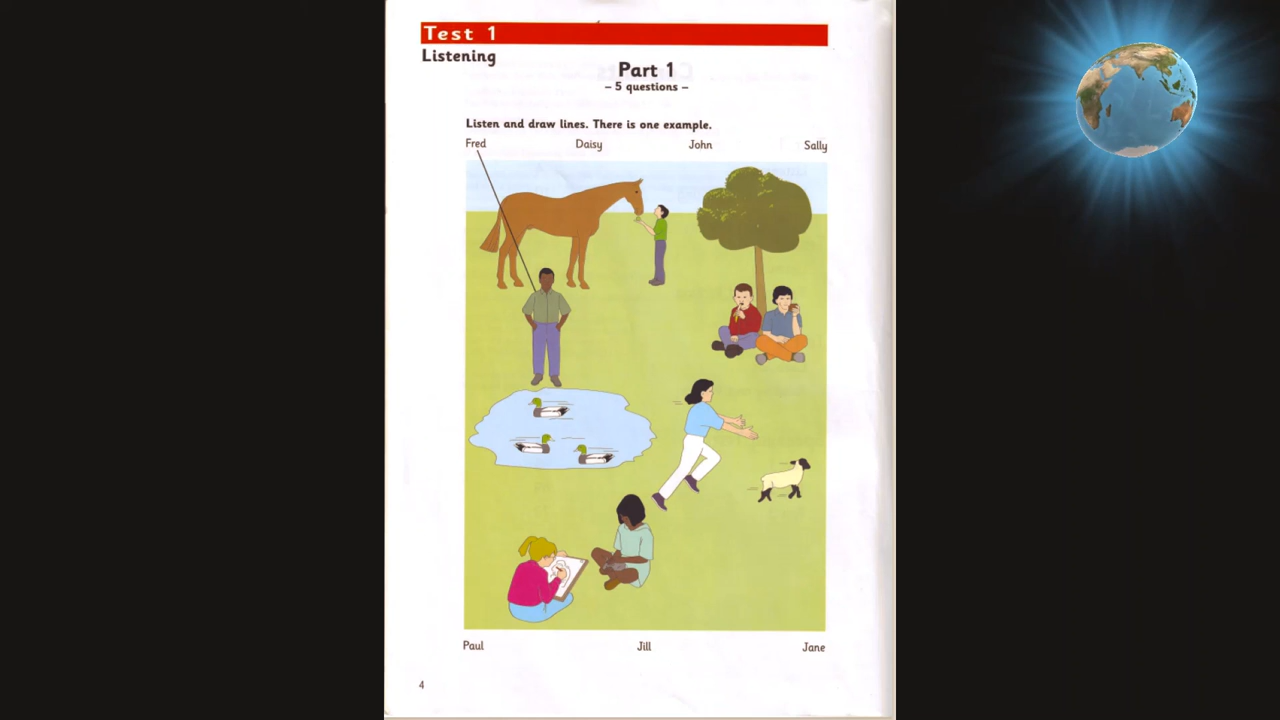 Test 1
Listening
Part 1
– 5 questions –
Listen and draw lines. There is one example.
Fred Daisy John Sally
Paul Jill Jane
4